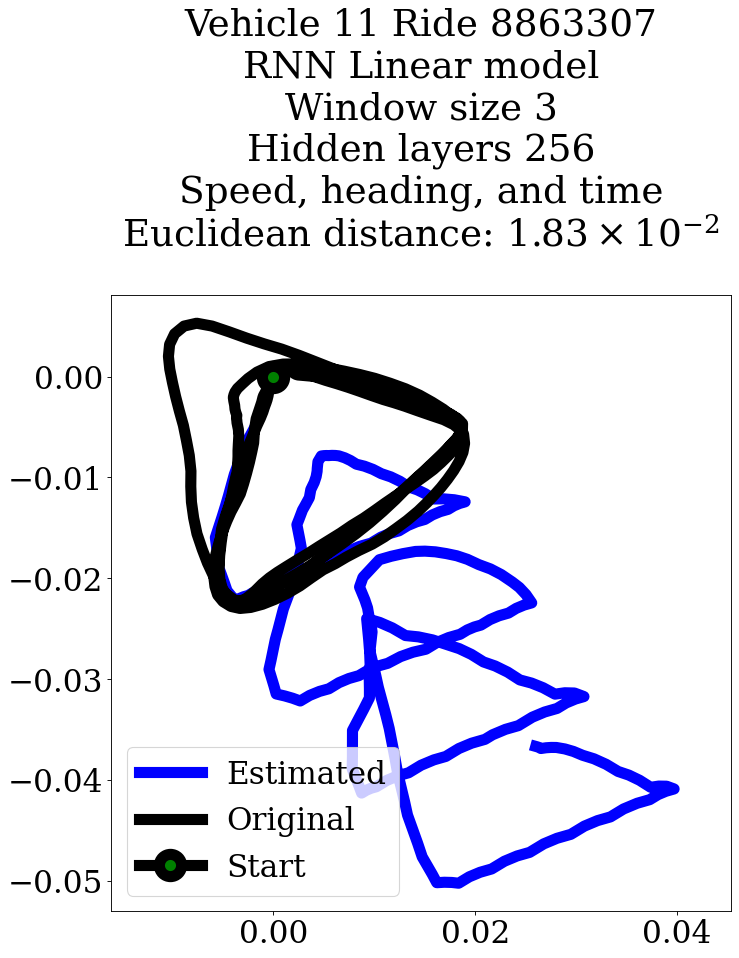 Vehicle 11 Ride 8863307
RNN Linear model
Window size 3
Hidden layers 256
Speed, heading, and time
Euclidean distance: 1.83 × 10⁻²
0.00
−0.01
−0.02
−0.03
−0.04
−0.05
Estimated
Original
Start
0.00 0.02 0.04